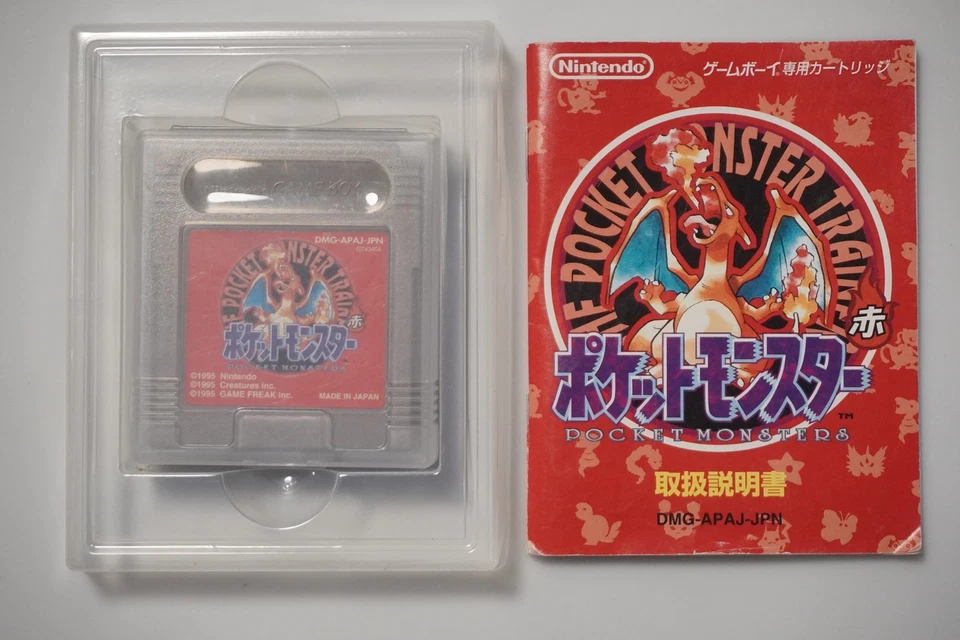 GAME BOY
DMG-APAJ-JPN
POCKET MONSTER TRAIN
赤
ポケットモンスター
POCKET MONSTERS
©1995 Nintendo
©1995 Creatures inc.
©1995 GAME FREAK inc.
MADE IN JAPAN
Nintendo
ゲームボーイ専用カートリッジ
POCKET MONSTER TRAIN
赤
ポケットモンスター
TM
POCKET MONSTERS
取扱説明書
DMG-APAJ-JPN